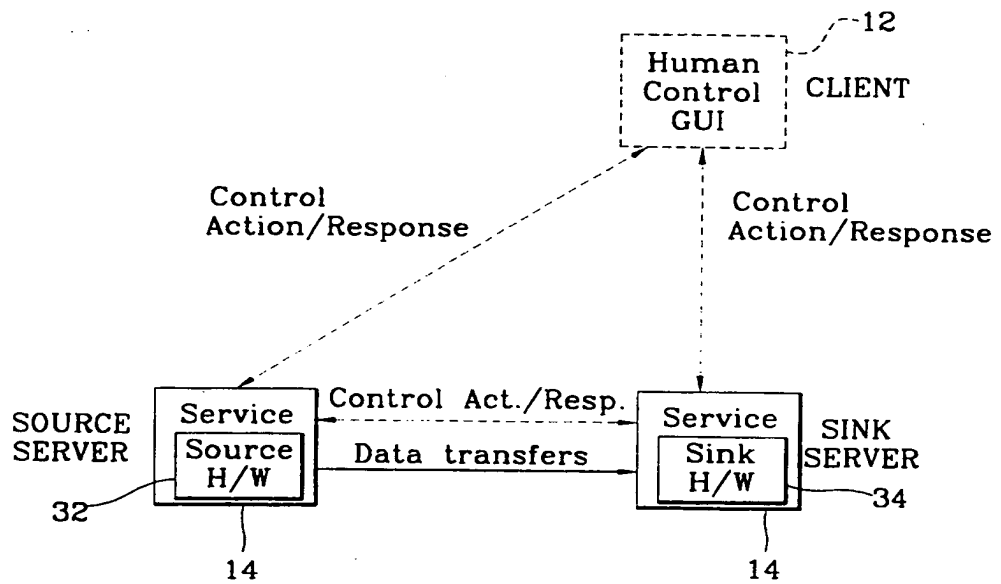 12
Human
Control
GUI
CLIENT
Control
Action/Response
Control
Action/Response
SOURCE
SERVER
Service
Source
H/W
Control Act./Resp.
Data transfers
Service
Sink
H/W
SINK
SERVER
32
34
14
14